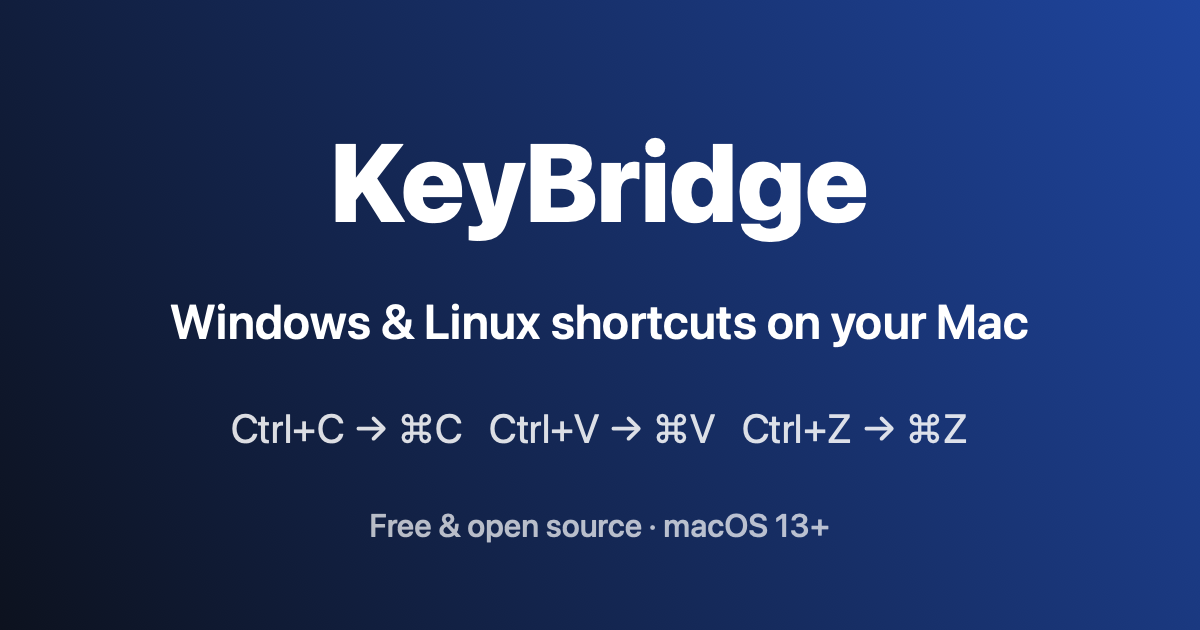 KeyBridge
Windows & Linux shortcuts on your Mac
Ctrl+C → ⌘C Ctrl+V → ⌘V Ctrl+Z → ⌘Z
Free & open source · macOS 13+